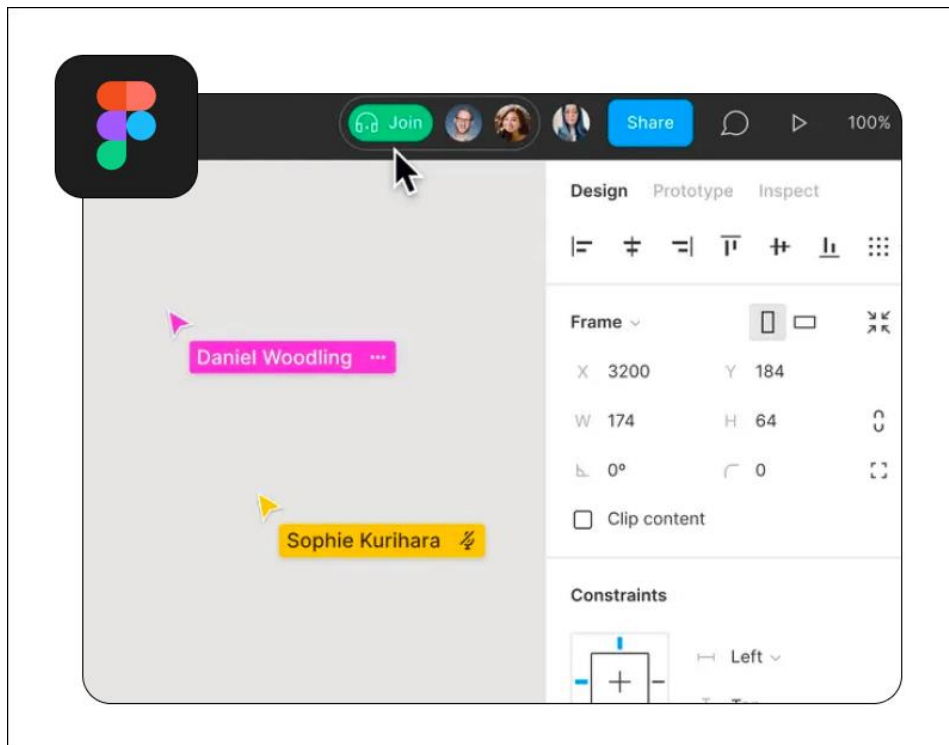 Join
Share
100%
Design Prototype Inspect
Frame
X 3200 Y 184
W 174 H 64
0° 0
Clip content
Daniel Woodling
Sophie Kurihara
Constraints
Left